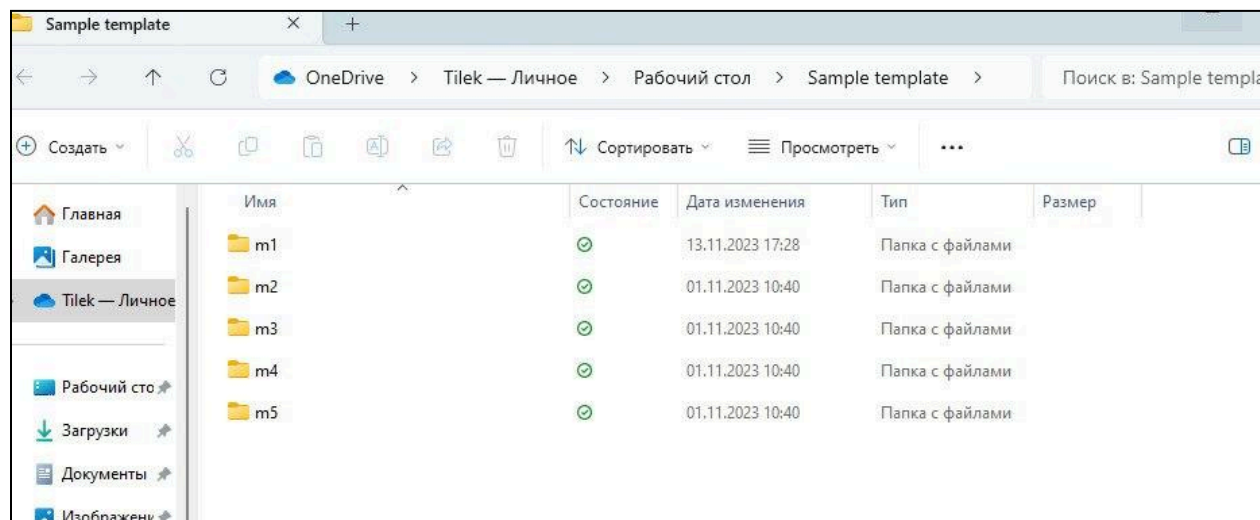 Sample template
OneDrive > Tilek — Личное > Рабочий стол > Sample template >
Поиск в: Sample templa
Создать
Сортировать
Просмотреть
Главная
Галерея
Tilek — Личное
Рабочий сто
Загрузки
Документы
Изображени
Имя Состояние Дата изменения Тип Размер
m1 13.11.2023 17:28 Папка с файлами
m2 01.11.2023 10:40 Папка с файлами
m3 01.11.2023 10:40 Папка с файлами
m4 01.11.2023 10:40 Папка с файлами
m5 01.11.2023 10:40 Папка с файлами